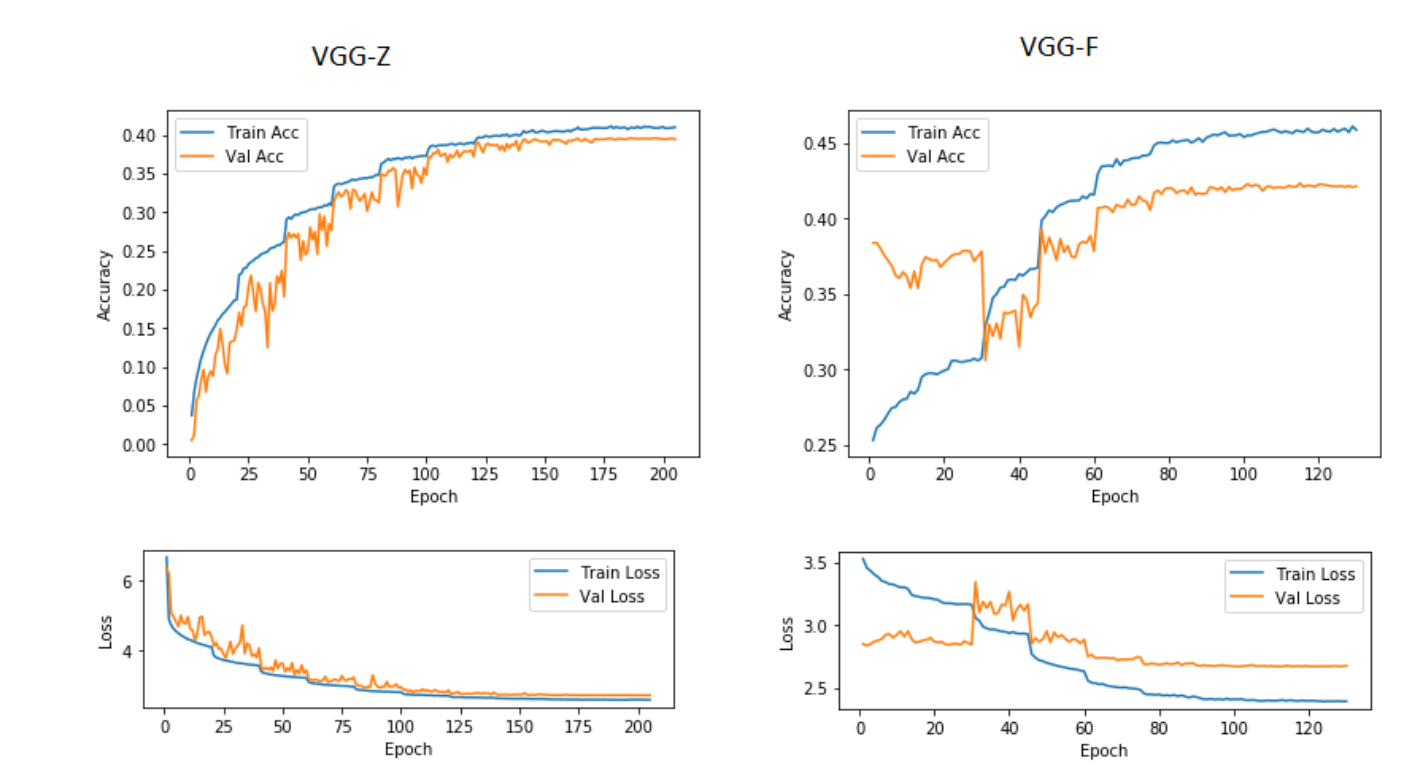 VGG-Z
VGG-F
Train Acc
Val Acc
0.40
0.35
0.30
0.25
0.20
0.15
0.10
0.05
0.00
Accuracy
0 25 50 75 100 125 150 175 200
Epoch
Train Acc
Val Acc
0.45
0.40
0.35
0.30
0.25
Accuracy
0 20 40 60 80 100 120
Epoch
Train Loss
Val Loss
6
4
Loss
0 25 50 75 100 125 150 175 200
Epoch
Train Loss
Val Loss
3.5
3.0
2.5
Loss
0 20 40 60 80 100 120
Epoch